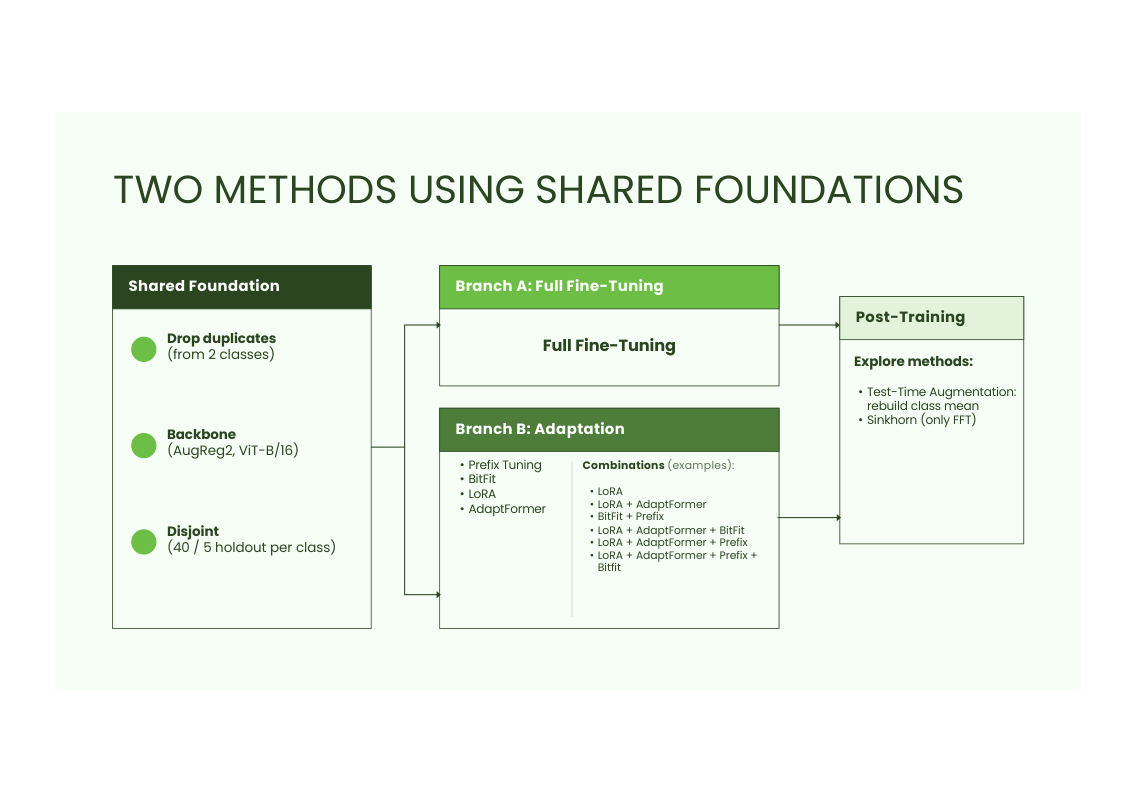 TWO METHODS USING SHARED FOUNDATIONS
Shared Foundation
Drop duplicates
(from 2 classes)
Backbone
(AugReg2, ViT-B/16)
Disjoint
(40 / 5 holdout per class)
Branch A: Full Fine-Tuning
Full Fine-Tuning
Branch B: Adaptation
• Prefix Tuning
• BitFit
• LoRA
• AdaptFormer
Combinations (examples):
• LoRA
• LoRA + AdaptFormer
• BitFit + Prefix
• LoRA + AdaptFormer + BitFit
• LoRA + AdaptFormer + Prefix
• LoRA + AdaptFormer + Prefix +
Bitfit
Post-Training
Explore methods:
• Test-Time Augmentation:
rebuild class mean
• Sinkhorn (only FFT)